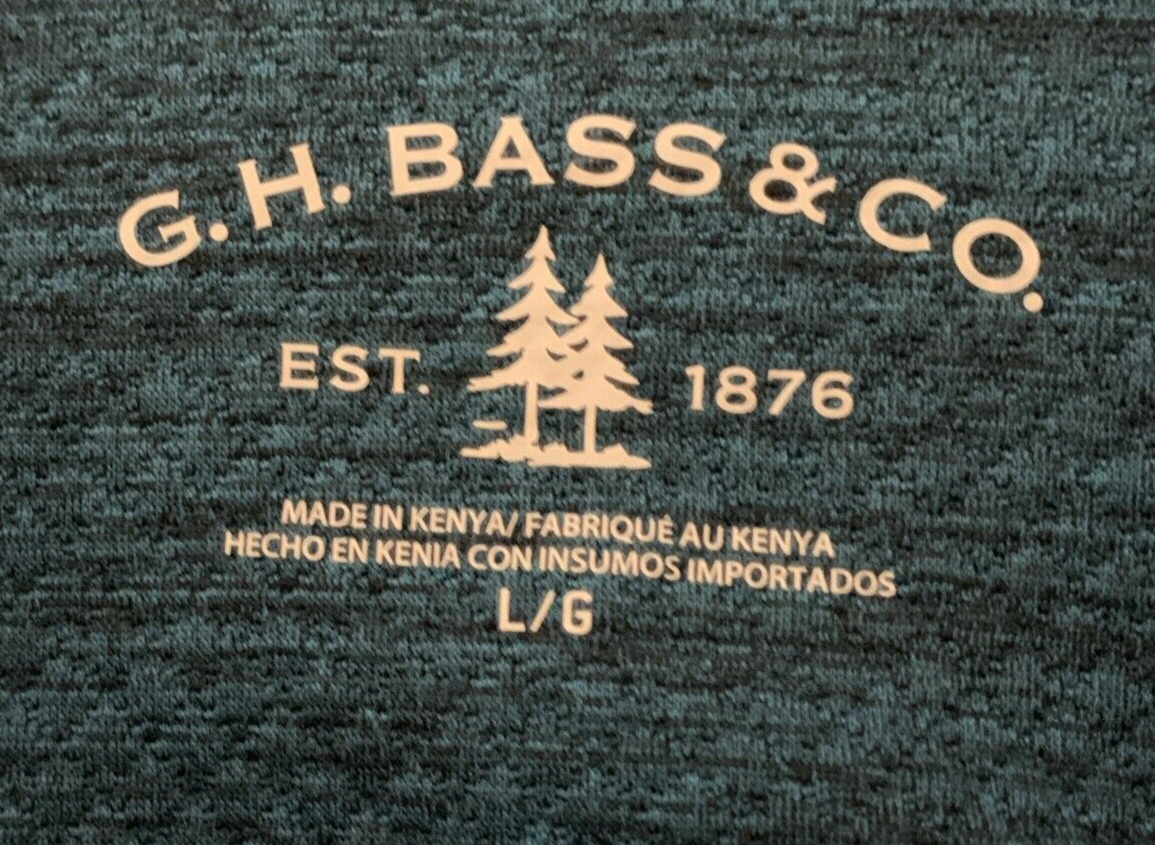 G. H. BASS & CO.
EST. 1876
MADE IN KENYA/ FABRIQUÉ AU KENYA
HECHO EN KENIA CON INSUMOS IMPORTADOS
L/G